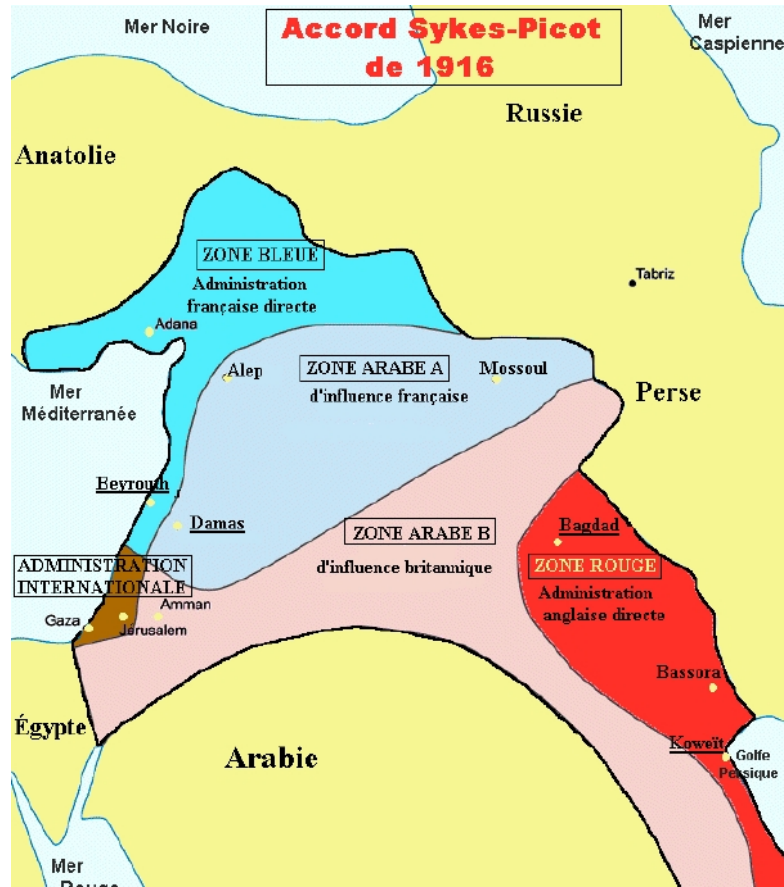 Mer Noire
Accord Sykes-Picot
de 1916
Mer
Caspienne
Russie
Anatolie
ZONE BLEUE
Administration
française directe
Tabriz
Adana
ZONE ARABE A
Alep
Mossoul
d'influence française
Mer
Méditerranée
Perse
Beyrouth
Damas
ZONE ARABE B
Bagdad
d'influence britannique
ZONE ROUGE
ADMINISTRATION
INTERNATIONALE
Administration
anglaise directe
Amman
Gaza
Jérusalem
Bassora
Égypte
Koweït
Arabie
Golfe
Persique
Mer
Rouge